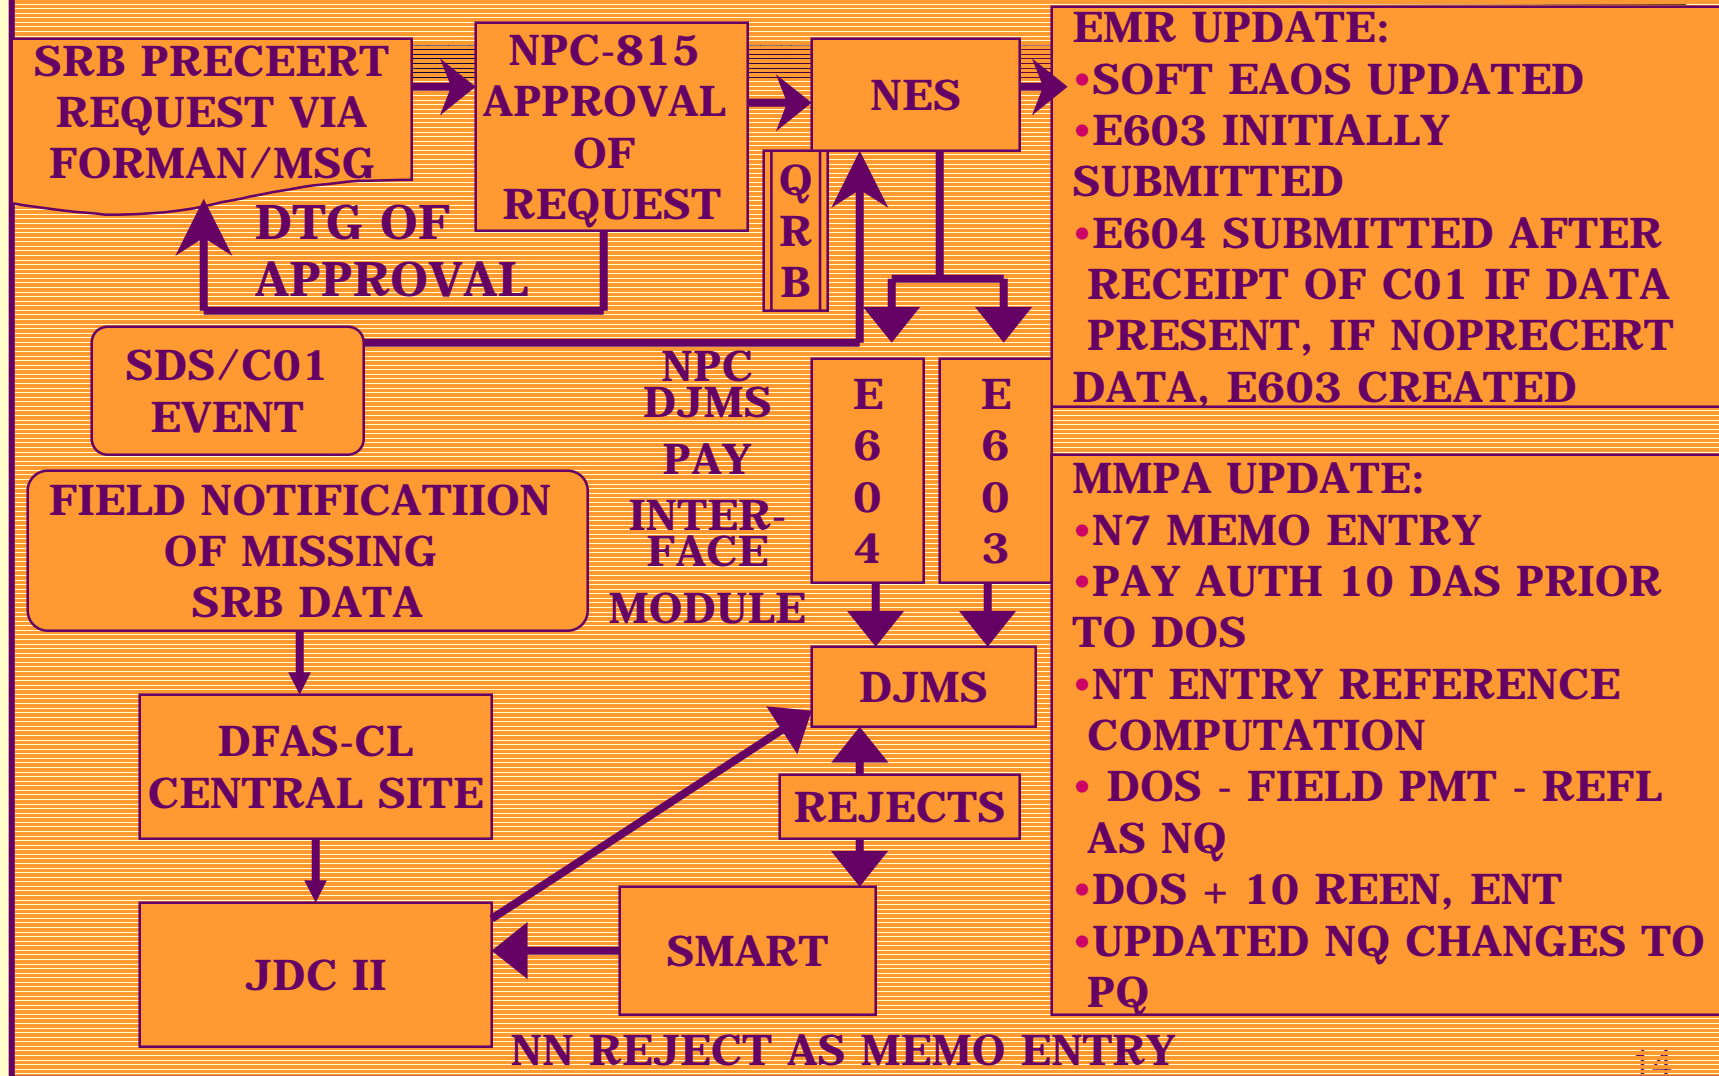 SRB PRECEERT
REQUEST VIA
FORMAN/MSG
NPC-815
APPROVAL
OF
REQUEST
NES
Q
R
B
DTG OF
APPROVAL
SDS/C01
EVENT
FIELD NOTIFICATIION
OF MISSING
SRB DATA
NPC
DJMS
PAY
INTER-
FACE
MODULE
E
6
0
4
E
6
0
3
DFAS-CL
CENTRAL SITE
DJMS
REJECTS
JDC II
SMART
NN REJECT AS MEMO ENTRY
EMR UPDATE:
•SOFT EAOS UPDATED
•E603 INITIALLY
SUBMITTED
•E604 SUBMITTED AFTER
RECEIPT OF C01 IF DATA
PRESENT, IF NOPRECERT
DATA, E603 CREATED
MMPA UPDATE:
•N7 MEMO ENTRY
•PAY AUTH 10 DAS PRIOR
TO DOS
•NT ENTRY REFERENCE
COMPUTATION
• DOS - FIELD PMT - REFL
AS NQ
•DOS + 10 REEN, ENT
•UPDATED NQ CHANGES TO
PQ
14